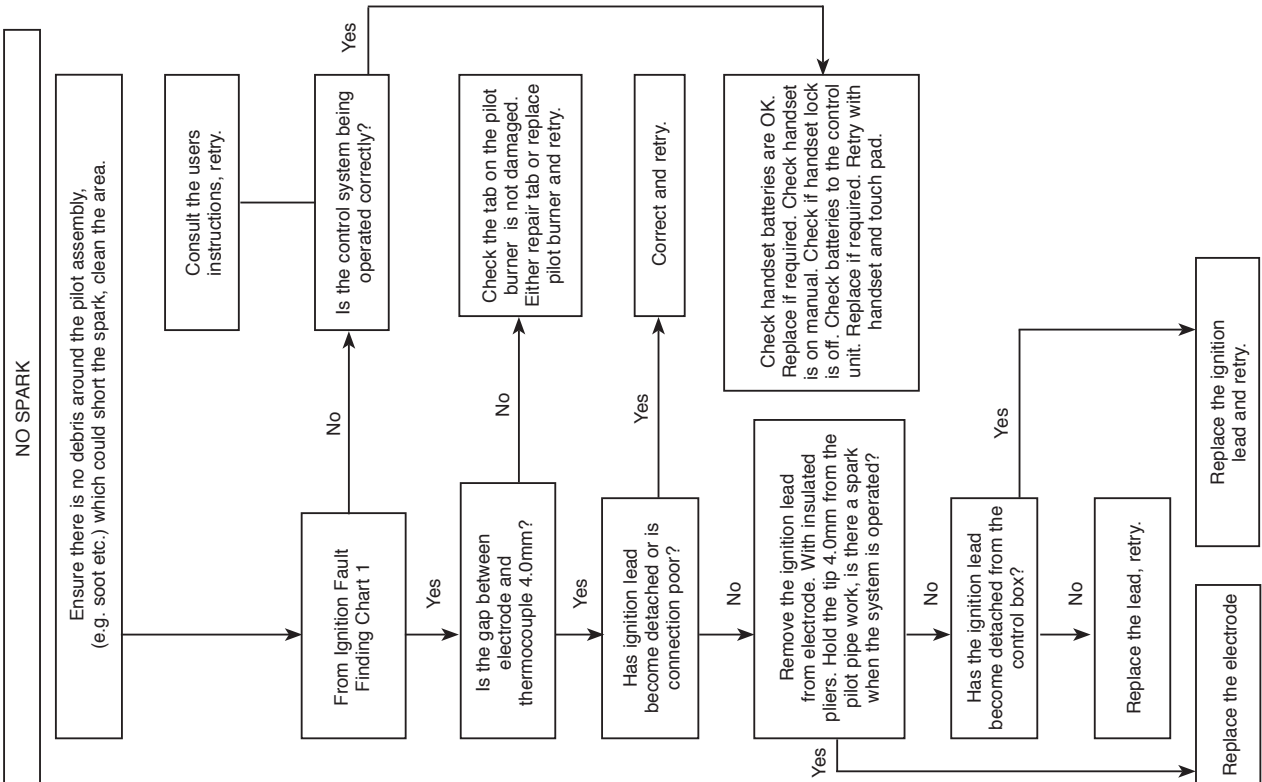 NO SPARK
Ensure there is no debris around the pilot assembly,
(e.g. soot etc.) which could short the spark, clean the area.
Consult the users
instructions, retry.
From Ignition Fault
Finding Chart 1
No
Is the control system being
operated correctly?
Yes
Yes
Is the gap between
electrode and
thermocouple 4.0mm?
No
Check the tab on the pilot
burner is not damaged.
Either repair tab or replace
pilot burner and retry.
Yes
Has ignition lead
become detached or is
connection poor?
Yes
Correct and retry.
No
Remove the ignition lead
from electrode. With insulated
pliers. Hold the tip 4.0mm from the
pilot pipe work, is there a spark
when the system is operated?
Check handset batteries are OK.
Replace if required. Check handset
is on manual. Check if handset lock
is off. Check batteries to the control
unit. Replace if required. Retry with
handset and touch pad.
Yes
No
Has the ignition lead
become detached from the
control box?
Yes
No
Replace the lead, retry.
Replace the electrode
Replace the ignition
lead and retry.